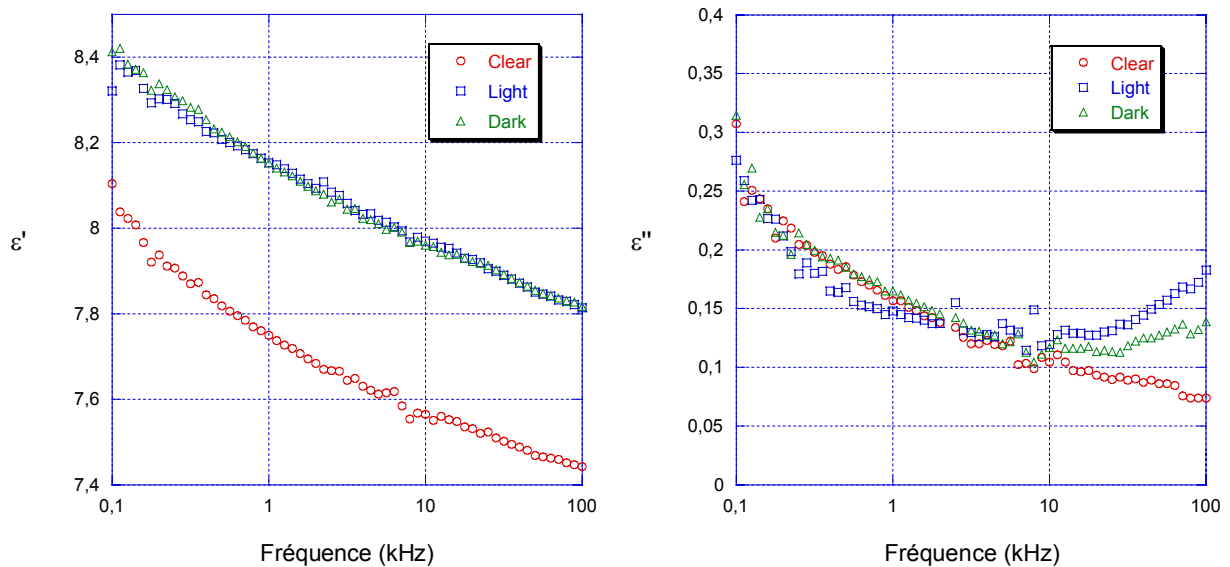 8,4
8,2
8
7,8
7,6
7,4
ε'
0,1
1
10
100
Fréquence (kHz)
Clear
Light
Dark
0,4
0,35
0,3
0,25
0,2
0,15
0,1
0,05
0
ε"
0,1
1
10
100
Fréquence (kHz)
Clear
Light
Dark